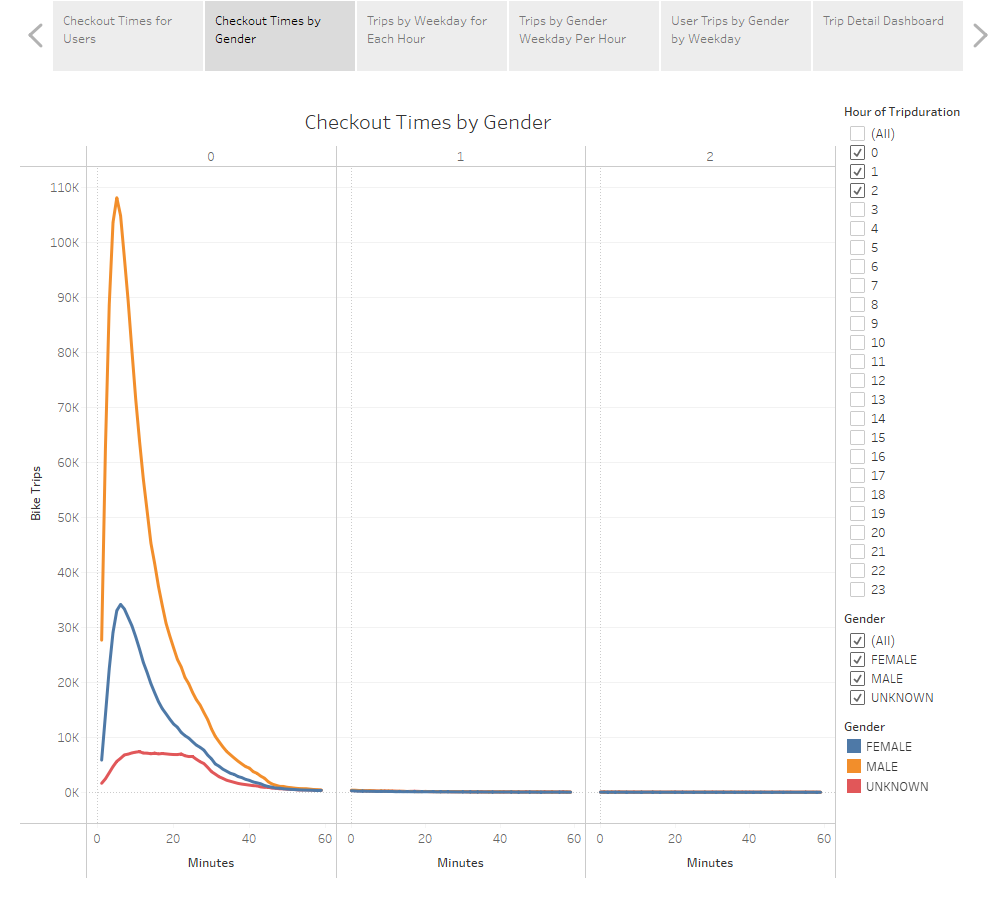 Checkout Times for
Users
Checkout Times by
Gender
Trips by Weekday for
Each Hour
Trips by Gender
Weekday Per Hour
User Trips by Gender
by Weekday
Trip Detail Dashboard
Checkout Times by Gender
0 1 2
110K
100K
90K
80K
70K
60K
50K
40K
30K
20K
10K
0K
Bike Trips
0 20 40 60 0 20 40 60 0 20 40 60
Minutes Minutes Minutes
Hour of Tripduration
(All)
0
1
2
3
4
5
6
7
8
9
10
11
12
13
14
15
16
17
18
19
20
21
22
23
Gender
(All)
FEMALE
MALE
UNKNOWN
Gender
FEMALE
MALE
UNKNOWN